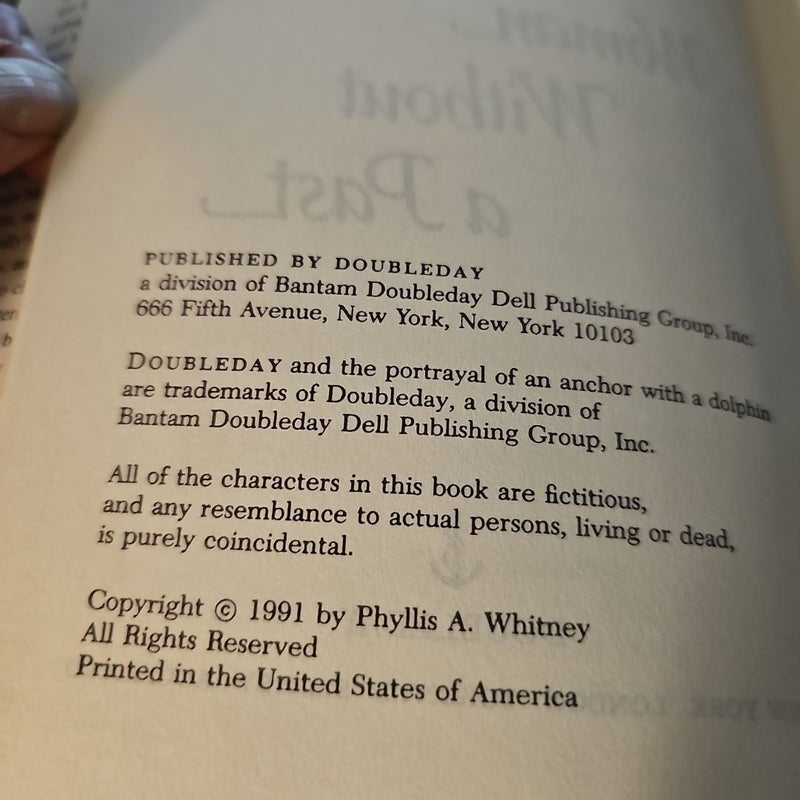 Woman
Without
a Past
PUBLISHED BY DOUBLEDAY
a division of Bantam Doubleday Dell Publishing Group, Inc.
666 Fifth Avenue, New York, New York 10103
DOUBLEDAY and the portrayal of an anchor with a dolphin
are trademarks of Doubleday, a division of
Bantam Doubleday Dell Publishing Group, Inc.
All of the characters in this book are fictitious,
and any resemblance to actual persons, living or dead,
is purely coincidental.
Copyright © 1991 by Phyllis A. Whitney
All Rights Reserved
Printed in the United States of America